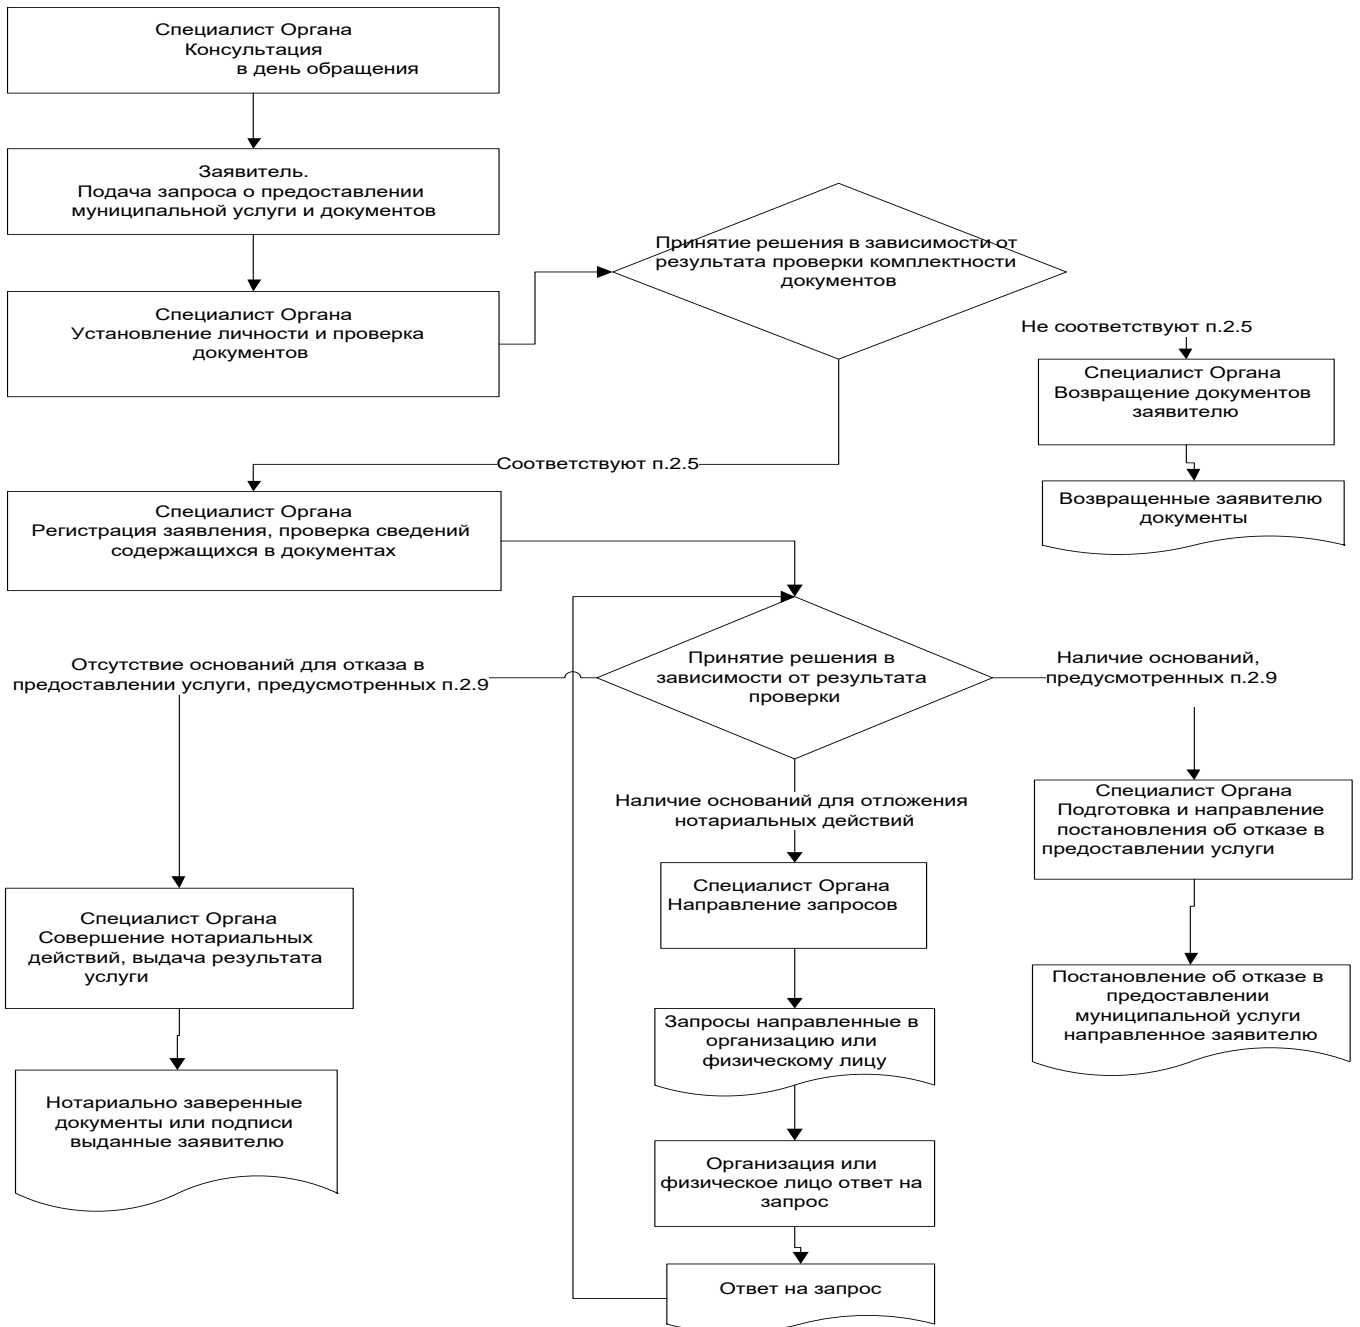 Специалист Органа
Консультация
в день обращения
Заявитель.
Подача запроса о предоставлении
муниципальной услуги и документов
Принятие решения в зависимости от
результата проверки комплектности
документов
Специалист Органа
Установление личности и проверка
документов
Не соответствуют п.2.5
Специалист Органа
Возвращение документов
заявителю
Соответствуют п.2.5
Возвращенные заявителю
документы
Специалист Органа
Регистрация заявления, проверка сведений
содержащихся в документах
Принятие решения в
зависимости от результата
проверки
Отсутствие оснований для отказа в
предоставлении услуги, предусмотренных п.2.9
Наличие оснований,
предусмотренных п.2.9
Наличие оснований для отложения
нотариальных действий
Специалист Органа
Подготовка и направление
постановления об отказе в
предоставлении услуги
Специалист Органа
Направление запросов
Специалист Органа
Совершение нотариальных
действий, выдача результата
услуги
Постановление об отказе в
предоставлении
муниципальной услуги
направленное заявителю
Запросы направленные в
организацию или
физическому лицу
Нотариально заверенные
документы или подписи
выданные заявителю
Организация или
физическое лицо ответ на
запрос
Ответ на запрос